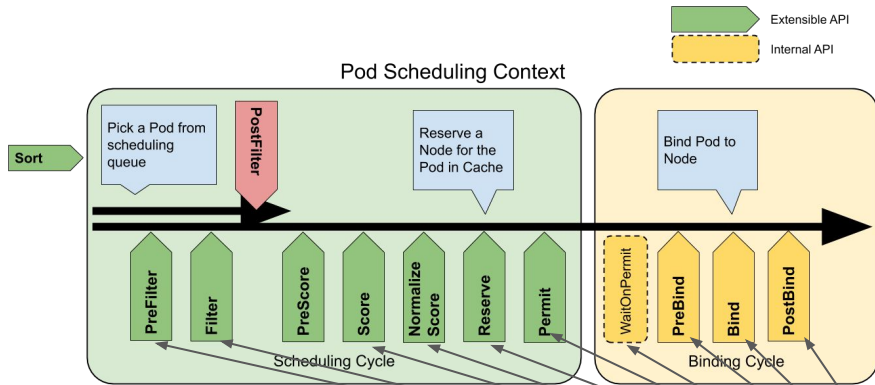 Extensible API
Internal API
Pod Scheduling Context
Pick a Pod from
scheduling
queue
PostFilter
Reserve a
Node for the
Pod in Cache
Bind Pod to
Node
Sort
PreFilter
Filter
PreScore
Score
Normalize
Score
Reserve
Permit
WaitOnPermit
PreBind
Bind
PostBind
Scheduling Cycle
Binding Cycle